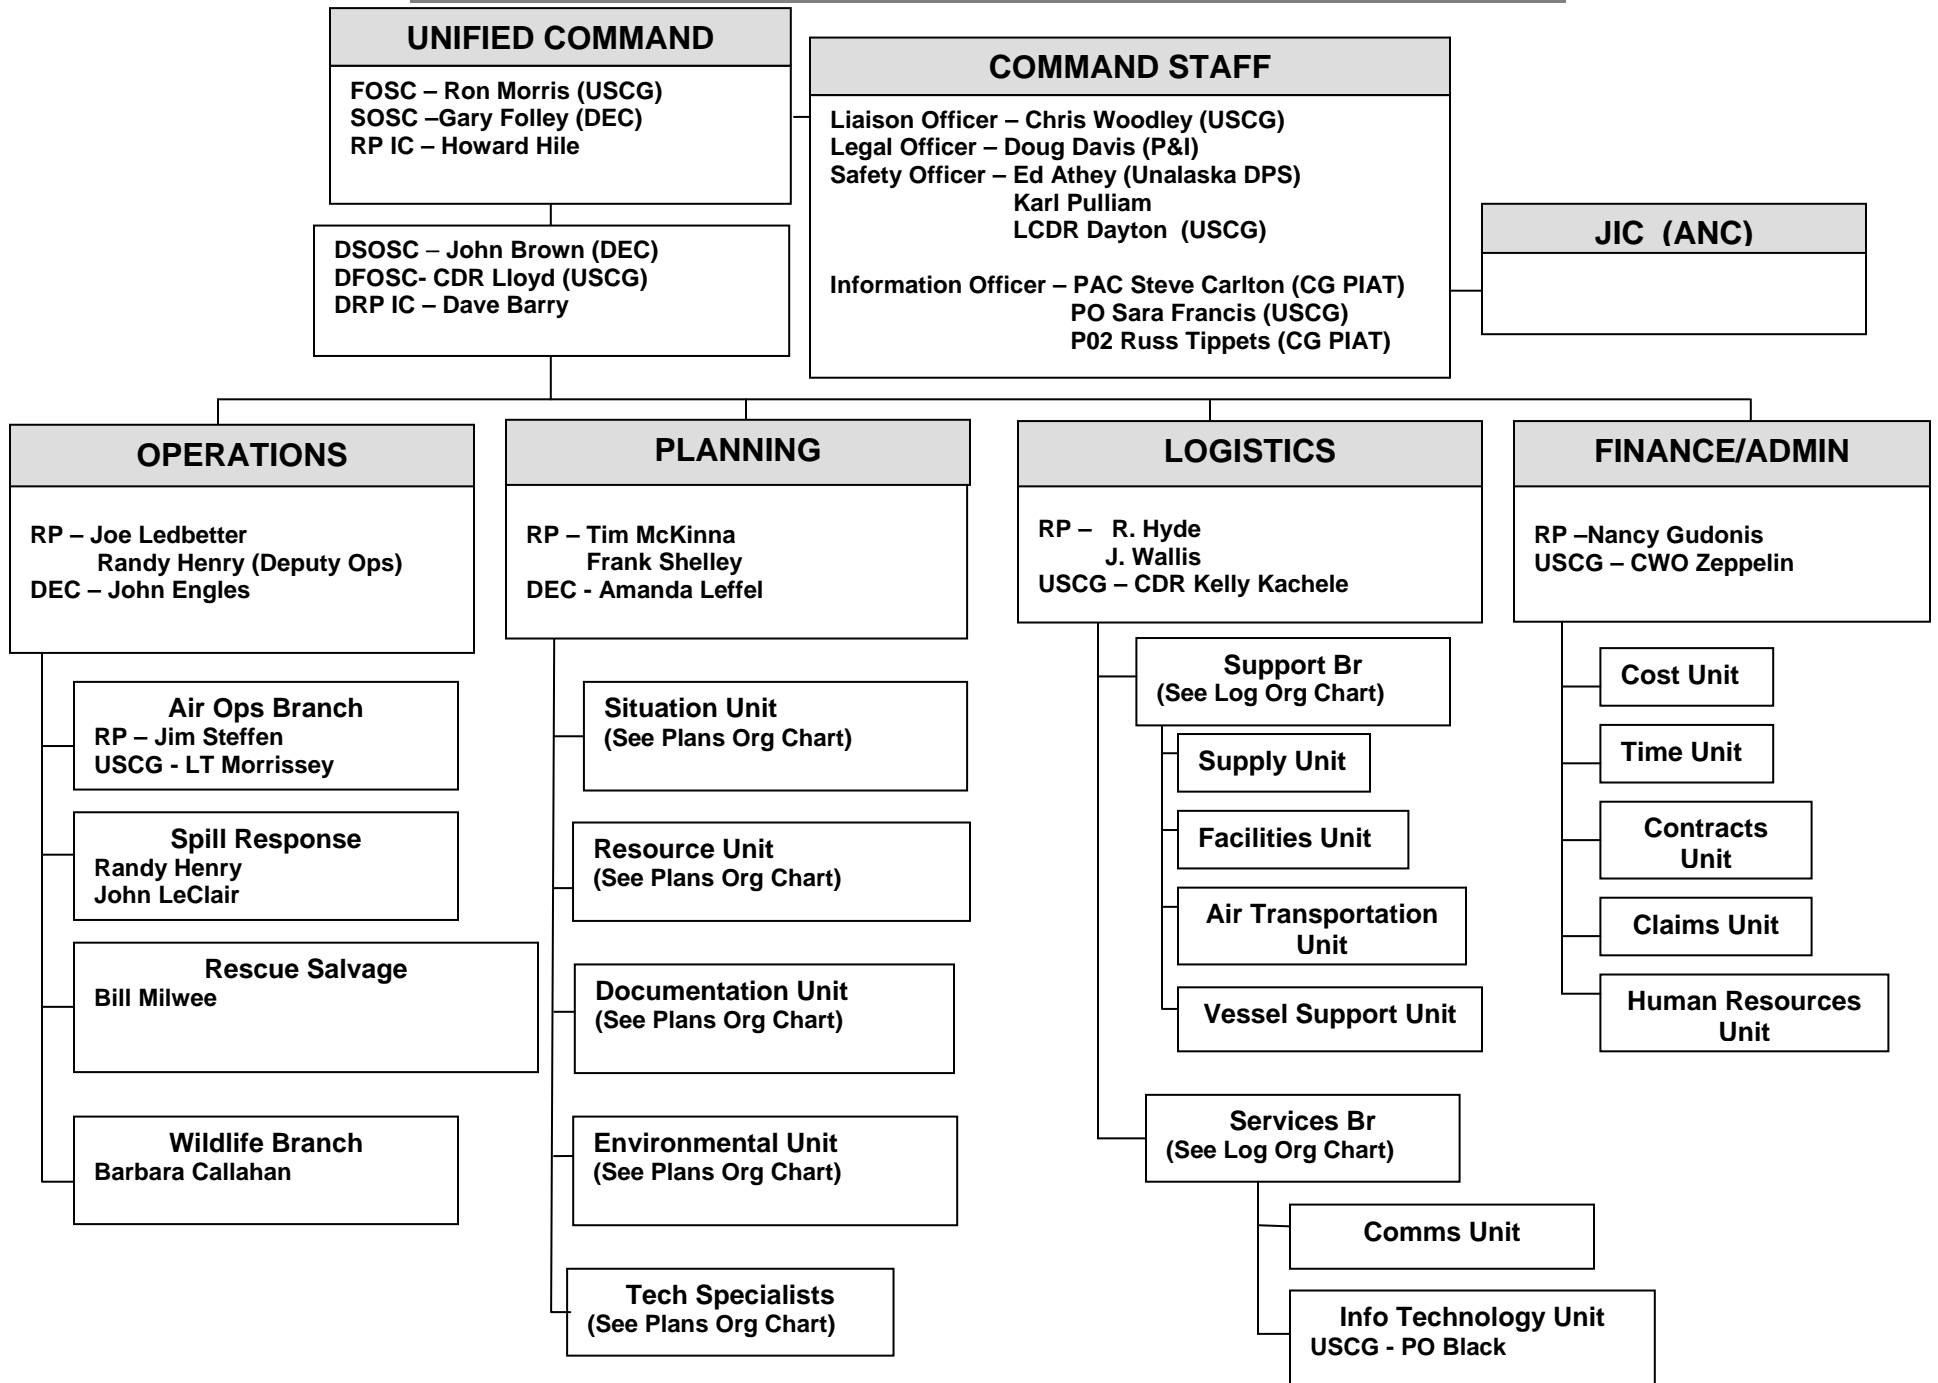 UNIFIED COMMAND
FOSC – Ron Morris (USCG)
SOSC –Gary Folley (DEC)
RP IC – Howard Hile
COMMAND STAFF
Liaison Officer – Chris Woodley (USCG)
Legal Officer – Doug Davis (P&I)
Safety Officer – Ed Athey (Unalaska DPS)
Karl Pulliam
LCDR Dayton (USCG)
Information Officer – PAC Steve Carlton (CG PIAT)
PO Sara Francis (USCG)
P02 Russ Tippets (CG PIAT)
JIC (ANC)
DSOSC – John Brown (DEC)
DFOSC- CDR Lloyd (USCG)
DRP IC – Dave Barry
OPERATIONS
RP – Joe Ledbetter
Randy Henry (Deputy Ops)
DEC – John Engles
Air Ops Branch
RP – Jim Steffen
USCG - LT Morrissey
Spill Response
Randy Henry
John LeClair
Rescue Salvage
Bill Milwee
Wildlife Branch
Barbara Callahan
PLANNING
RP – Tim McKinna
Frank Shelley
DEC - Amanda Leffel
Situation Unit
(See Plans Org Chart)
Resource Unit
(See Plans Org Chart)
Documentation Unit
(See Plans Org Chart)
Environmental Unit
(See Plans Org Chart)
Tech Specialists
(See Plans Org Chart)
LOGISTICS
RP – R. Hyde
J. Wallis
USCG – CDR Kelly Kachele
Support Br
(See Log Org Chart)
Supply Unit
Facilities Unit
Air Transportation
Unit
Vessel Support Unit
Services Br
(See Log Org Chart)
Comms Unit
Info Technology Unit
USCG - PO Black
FINANCE/ADMIN
RP –Nancy Gudonis
USCG – CWO Zeppelin
Cost Unit
Time Unit
Contracts
Unit
Claims Unit
Human Resources
Unit